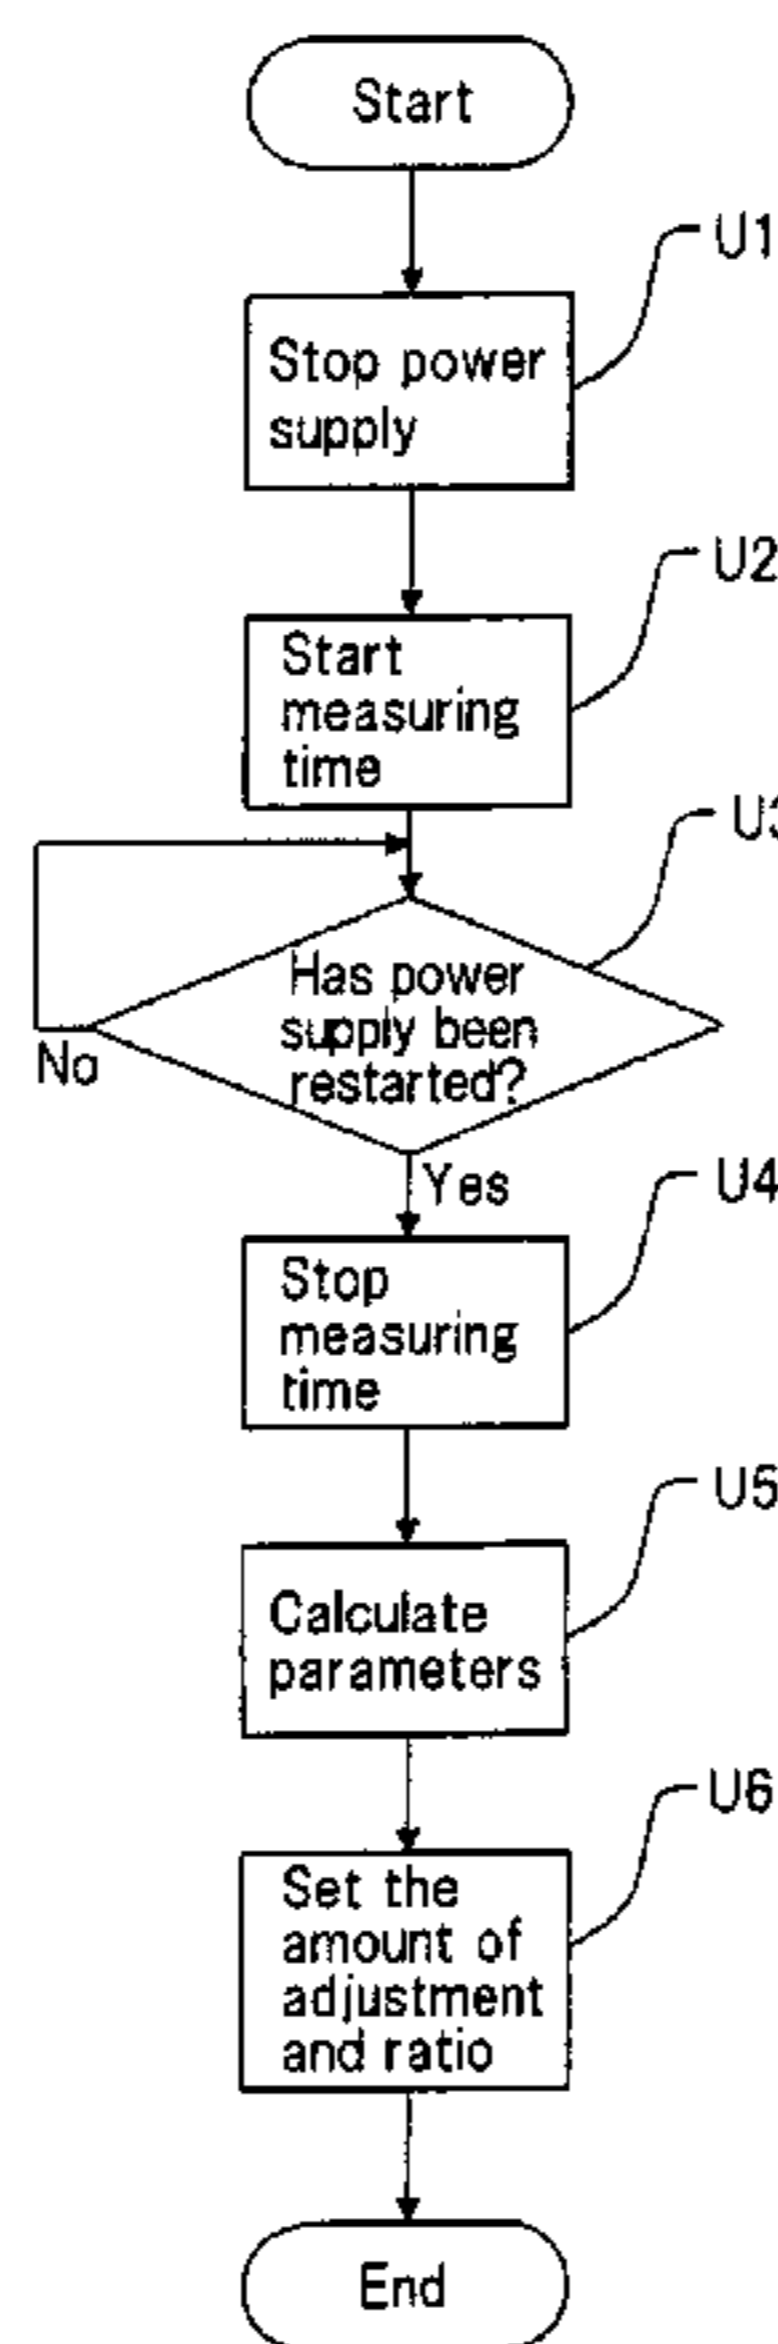 Start
U1
Stop power
supply
U2
Start
measuring
time
U3
Has power
supply been
restarted?
No
Yes
U4
Stop
measuring
time
U5
Calculate
parameters
U6
Set the
amount of
adjustment
and ratio
End